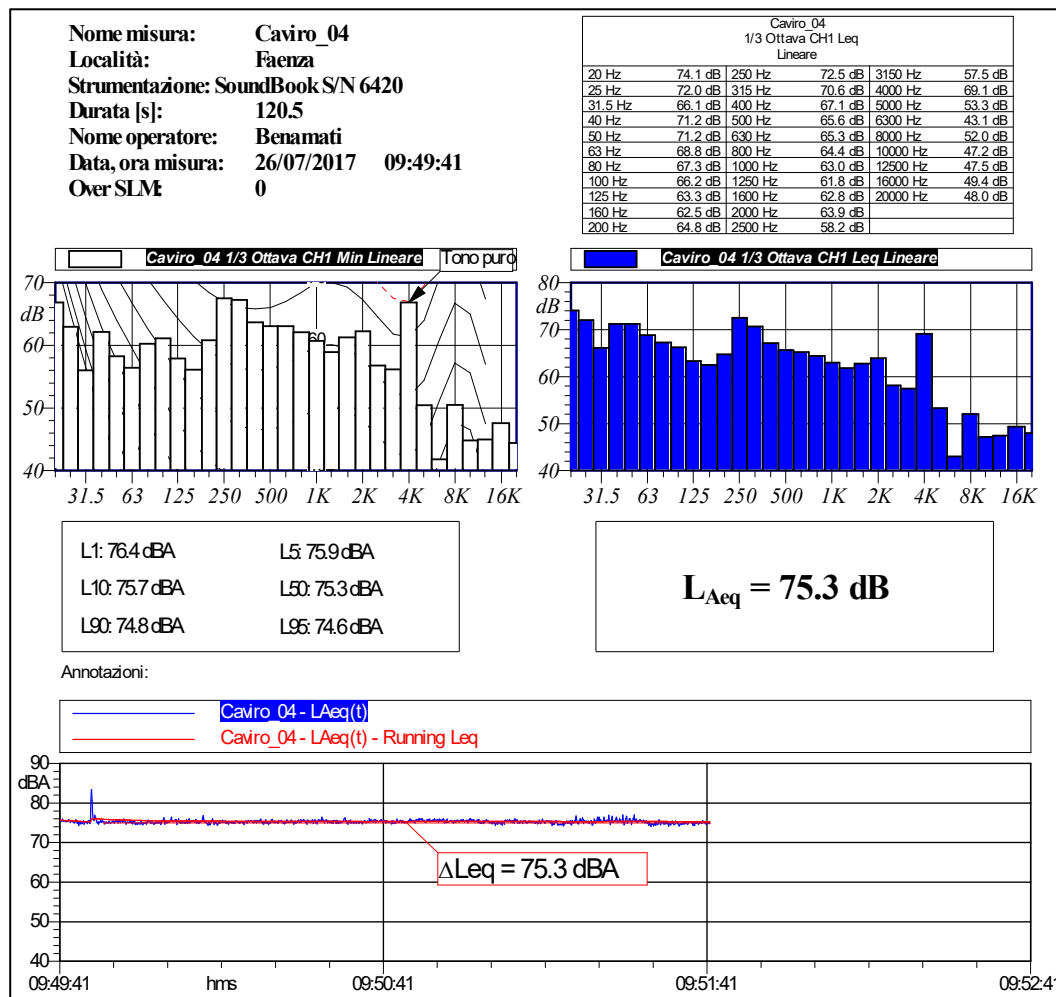 Nome misura: Caviro_04
Località: Faenza
Strumentazione: SoundBook S/N 6420
Durata [s]: 120.5
Nome operatore: Benamati
Data, ora misura: 26/07/2017 09:49:41
Over SLM: 0
Caviro_04
1/3 Ottava CH1 Leq
Lineare
20 Hz 74.1 dB 250 Hz 72.5 dB 3150 Hz 57.5 dB
25 Hz 72.0 dB 315 Hz 70.6 dB 4000 Hz 69.1 dB
31.5 Hz 66.1 dB 400 Hz 67.1 dB 5000 Hz 53.3 dB
40 Hz 71.2 dB 500 Hz 65.6 dB 6300 Hz 43.1 dB
50 Hz 71.2 dB 630 Hz 65.3 dB 8000 Hz 52.0 dB
63 Hz 68.8 dB 800 Hz 64.4 dB 10000 Hz 47.2 dB
80 Hz 67.3 dB 1000 Hz 63.0 dB 12500 Hz 47.5 dB
100 Hz 66.2 dB 1250 Hz 61.8 dB 16000 Hz 49.4 dB
125 Hz 63.3 dB 1600 Hz 62.8 dB 20000 Hz 48.0 dB
160 Hz 62.5 dB 2000 Hz 63.9 dB
200 Hz 64.8 dB 2500 Hz 58.2 dB
Caviro_04 1/3 Ottava CH1 Min Lineare
Tono puro
70
dB
60
50
40
60
31.5 63 125 250 500 1K 2K 4K 8K 16K
Caviro_04 1/3 Ottava CH1 Leq Lineare
80
dB
70
60
50
40
31.5 63 125 250 500 1K 2K 4K 8K 16K
L1: 76.4 dBA L5: 75.9 dBA
L10: 75.7 dBA L50: 75.3 dBA
L90: 74.8 dBA L95: 74.6 dBA
LAeq = 75.3 dB
Annotazioni:
Caviro_04 - LAeq(t)
Caviro_04 - LAeq(t) - Running Leq
90
dBA
80
70
60
50
40
ΔLeq = 75.3 dBA
09:49:41 hms 09:50:41 09:51:41 09:52:41